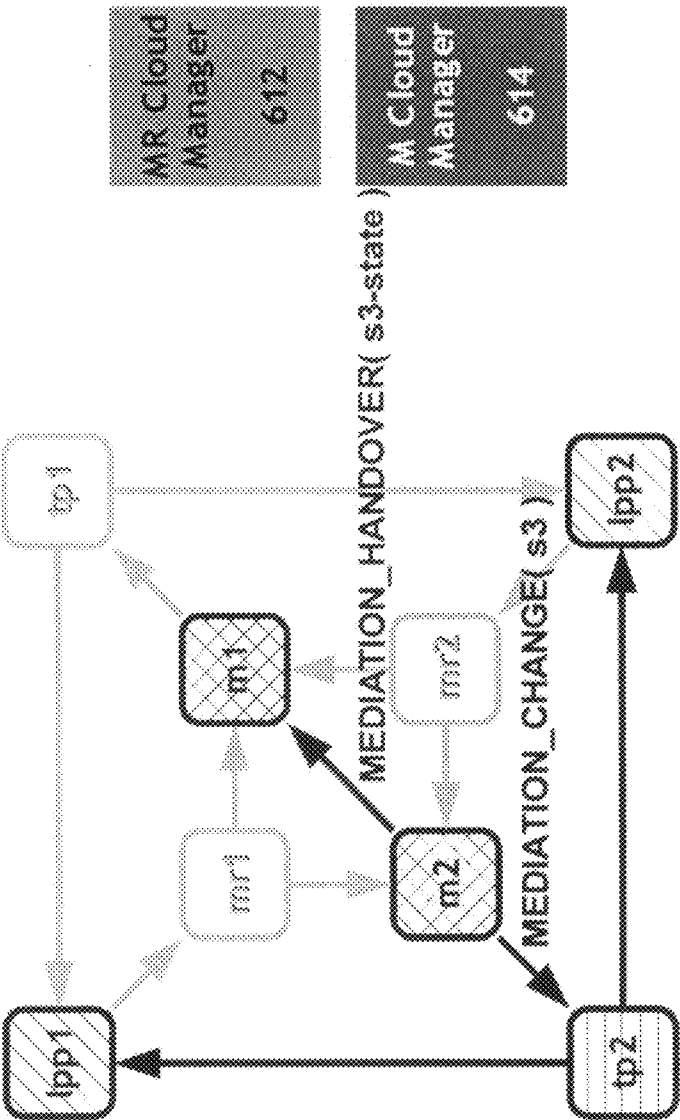 lpp1
tp1
mr1
m1
MR Cloud
Manager
612
MEDIATION_HANDOVER( s3-state )
m2
mr2
M Cloud
Manager
614
MEDIATION_CHANGE( s3 )
tp2
lpp2